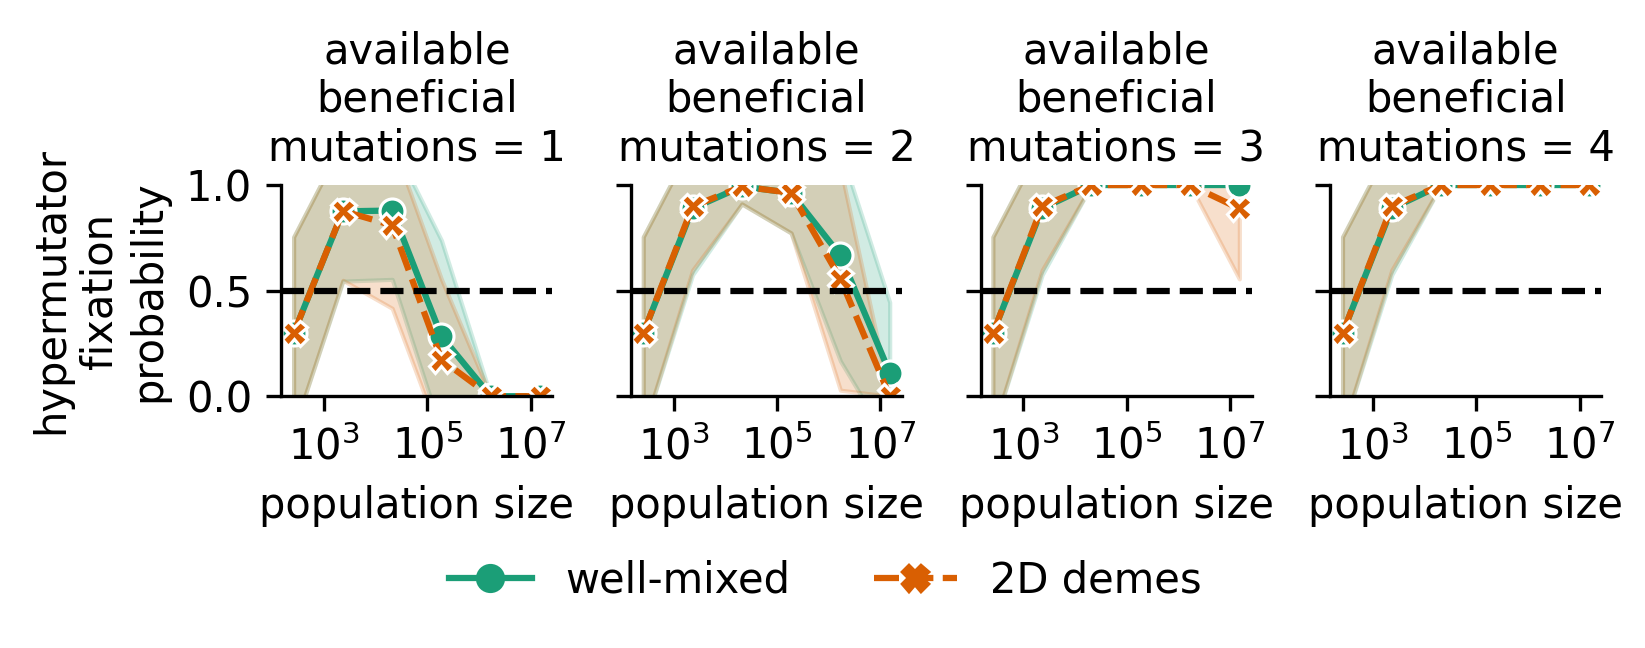 available
beneficial
mutations = 1
available
beneficial
mutations = 2
available
beneficial
mutations = 3
available
beneficial
mutations = 4
hypermutator
fixation
probability
1.0
0.5
0.0
10³ 10⁵ 10⁷
10³ 10⁵ 10⁷
10³ 10⁵ 10⁷
10³ 10⁵ 10⁷
population size
population size
population size
population size
well-mixed
2D demes